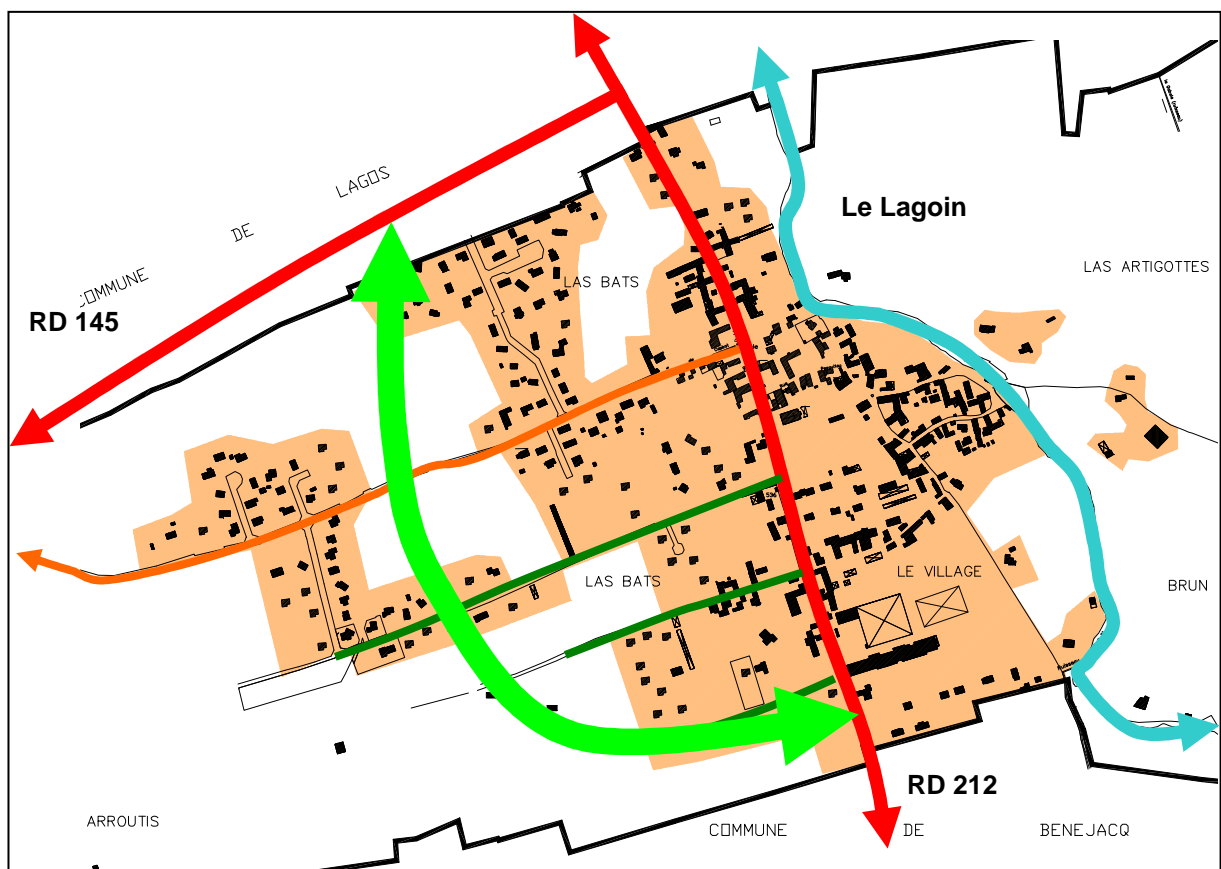 LAGOS
DE
COMMUNE
RD 145
Le Lagoin
LAS ARTIGOTTES
LAS BATS
LAS BATS
LE VILLAGE
BRUN
RD 212
ARROUTIS
COMMUNE DE BENEJACQ